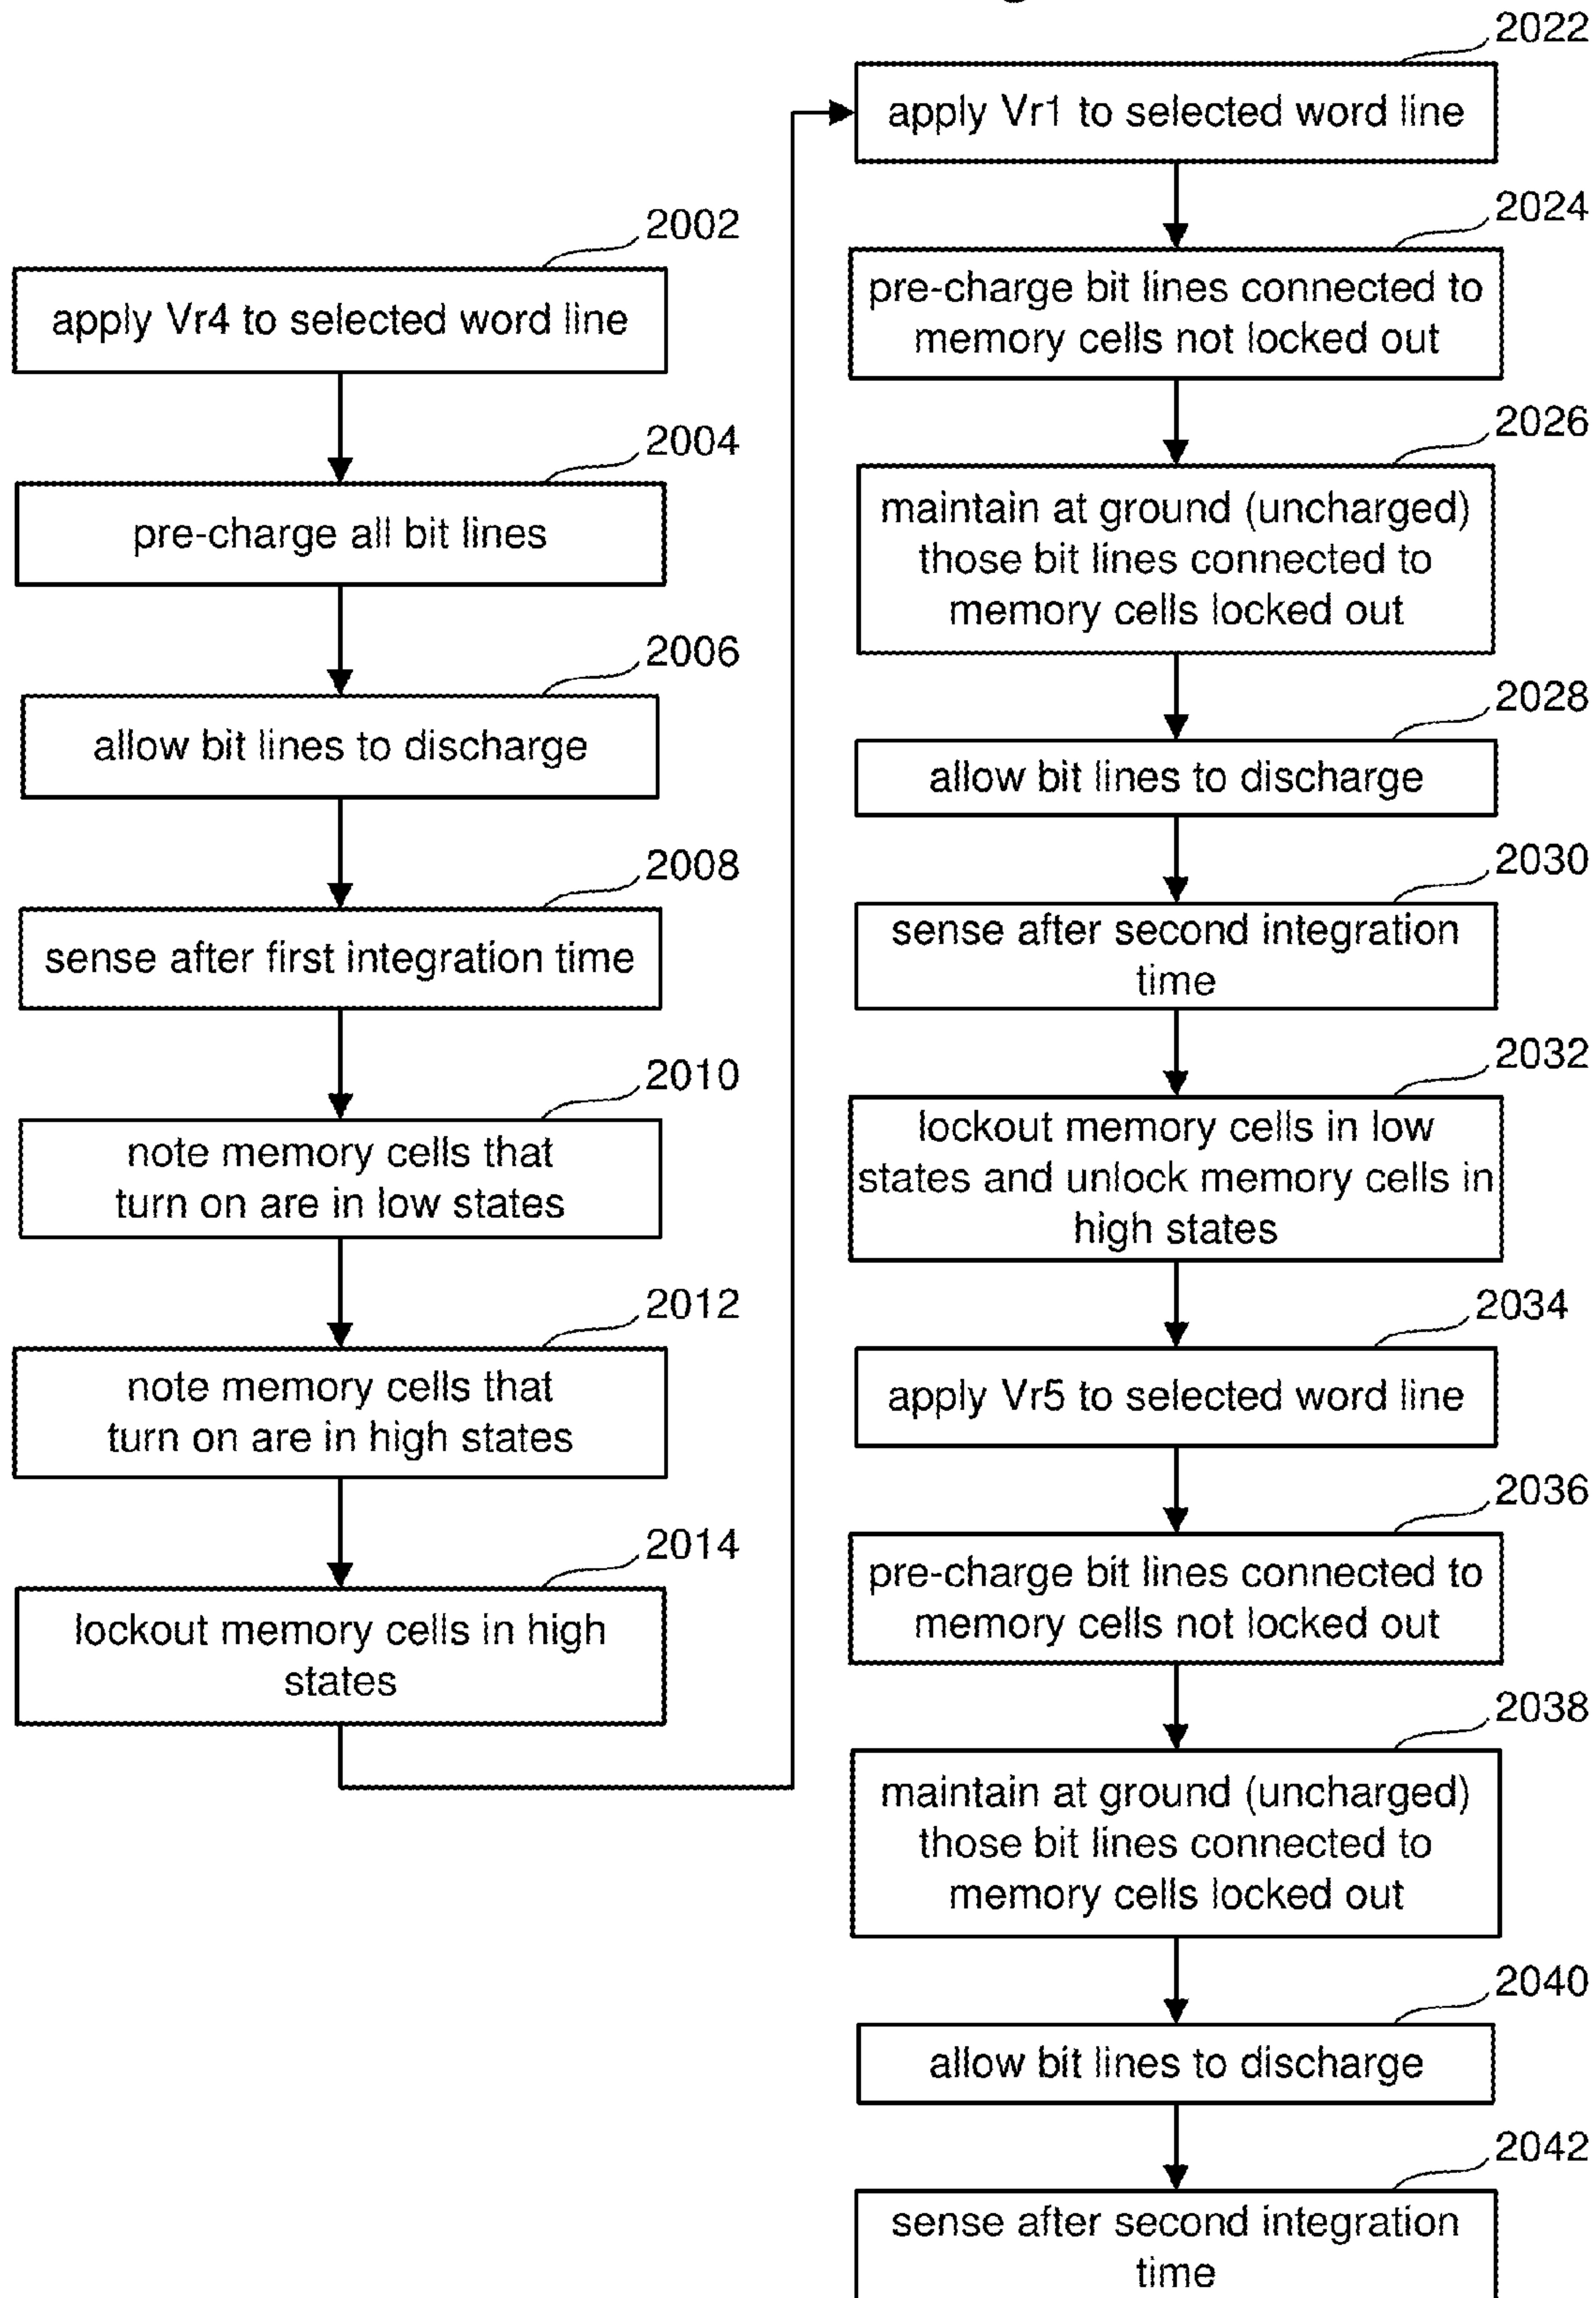 2002
apply Vr4 to selected word line
2004
pre-charge all bit lines
2006
allow bit lines to discharge
2008
sense after first integration time
2010
note memory cells that
turn on are in low states
2012
note memory cells that
turn on are in high states
2014
lockout memory cells in high
states
2022
apply Vr1 to selected word line
2024
pre-charge bit lines connected to
memory cells not locked out
2026
maintain at ground (uncharged)
those bit lines connected to
memory cells locked out
2028
allow bit lines to discharge
2030
sense after second integration
time
2032
lockout memory cells in low
states and unlock memory cells in
high states
2034
apply Vr5 to selected word line
2036
pre-charge bit lines connected to
memory cells not locked out
2038
maintain at ground (uncharged)
those bit lines connected to
memory cells locked out
2040
allow bit lines to discharge
2042
sense after second integration
time